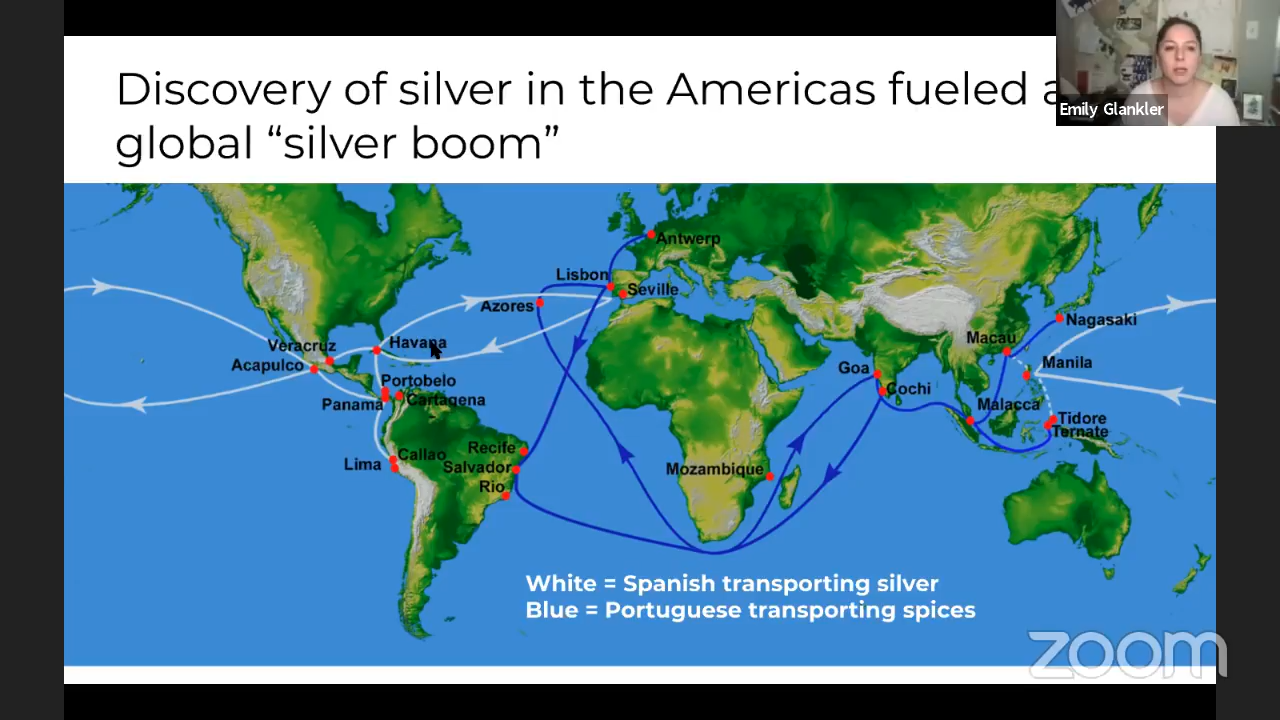 Discovery of silver in the Americas fueled a
global “silver boom”
Emily Glankler
Antwerp
Lisbon
Seville
Azores
Nagasaki
Macau
Havana
Veracruz
Acapulco
Manila
Goa
Portobelo
Cochi
Panama
Cartagena
Malacca
Tidore
Ternate
Recife
Callao
Lima
Salvador
Mozambique
Rio
White = Spanish transporting silver
Blue = Portuguese transporting spices
zoom